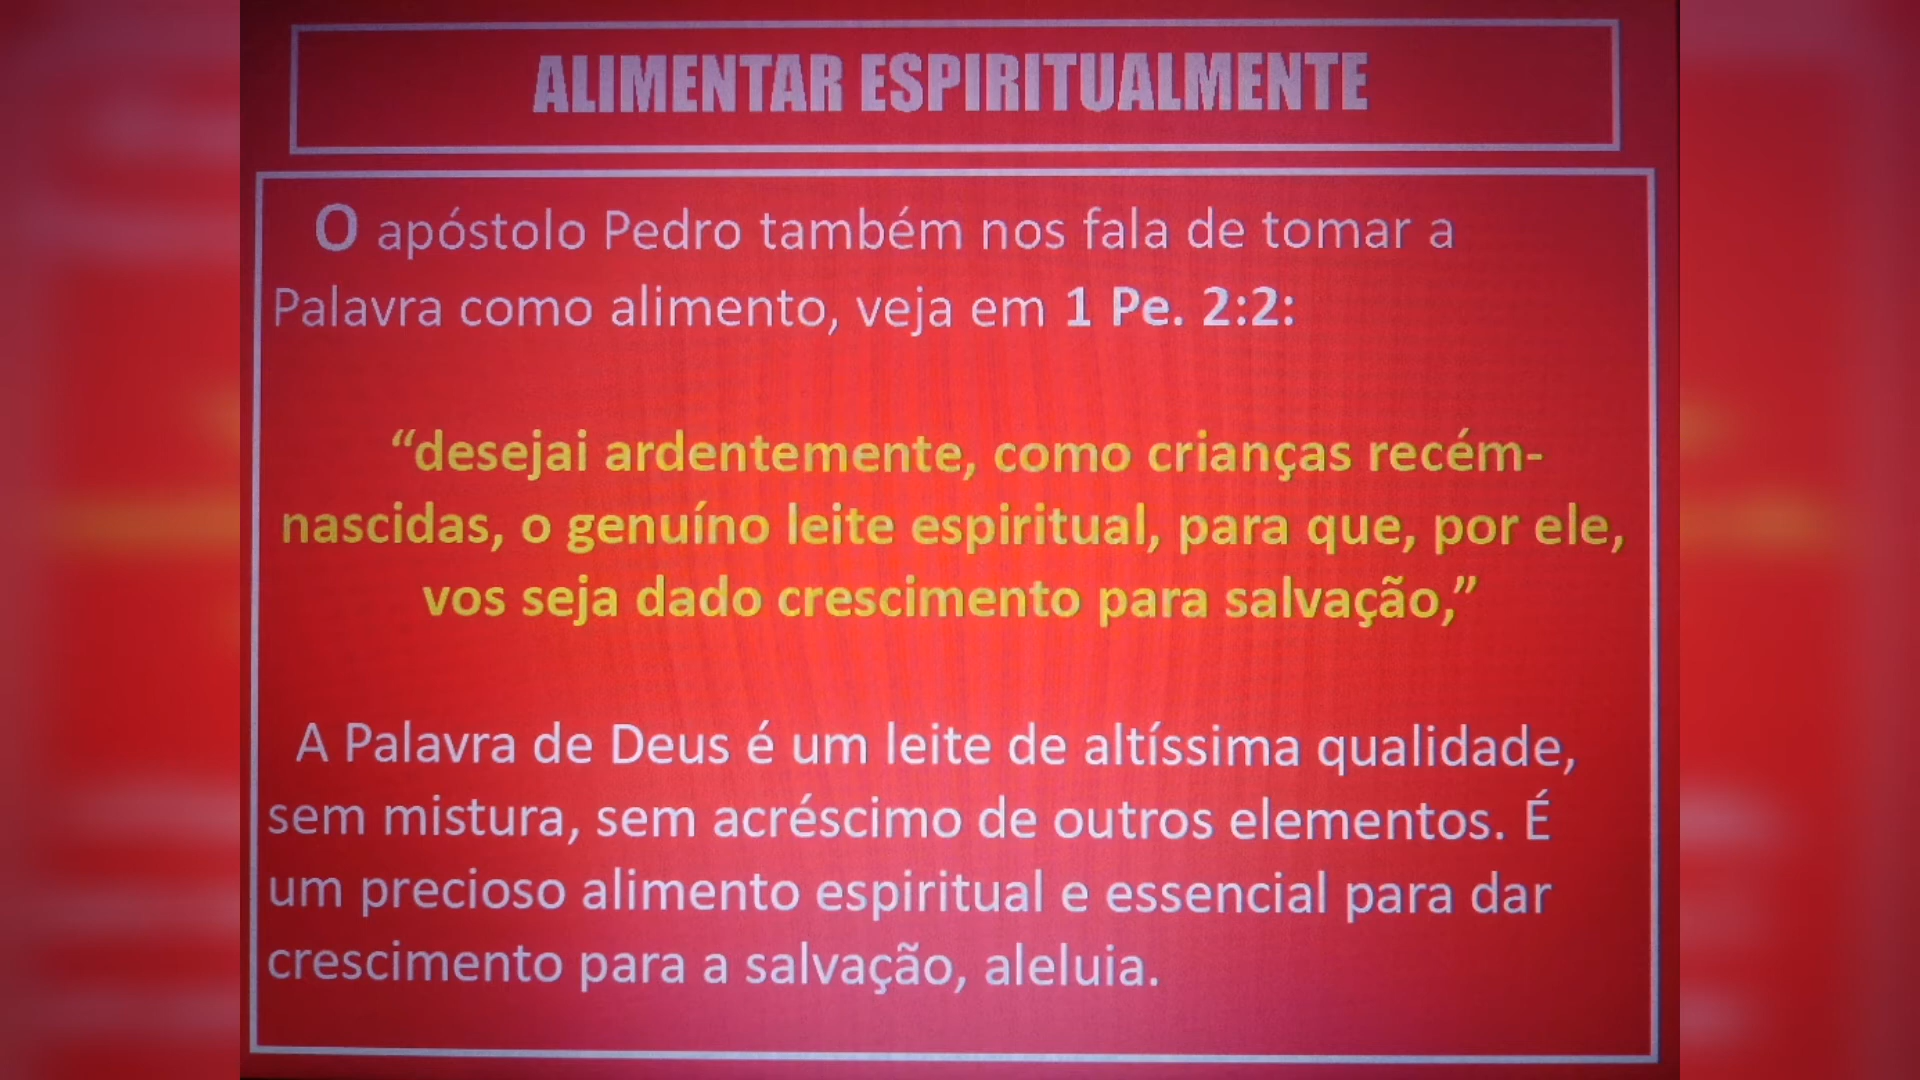 ALIMENTAR ESPIRITUALMENTE
O apóstolo Pedro também nos fala de tomar a
Palavra como alimento, veja em 1 Pe. 2:2:
“desejai ardentemente, como crianças recém-
nascidas, o genuíno leite espiritual, para que, por ele,
vos seja dado crescimento para salvação,”
A Palavra de Deus é um leite de altíssima qualidade,
sem mistura, sem acréscimo de outros elementos. É
um precioso alimento espiritual e essencial para dar
crescimento para a salvação, aleluia.